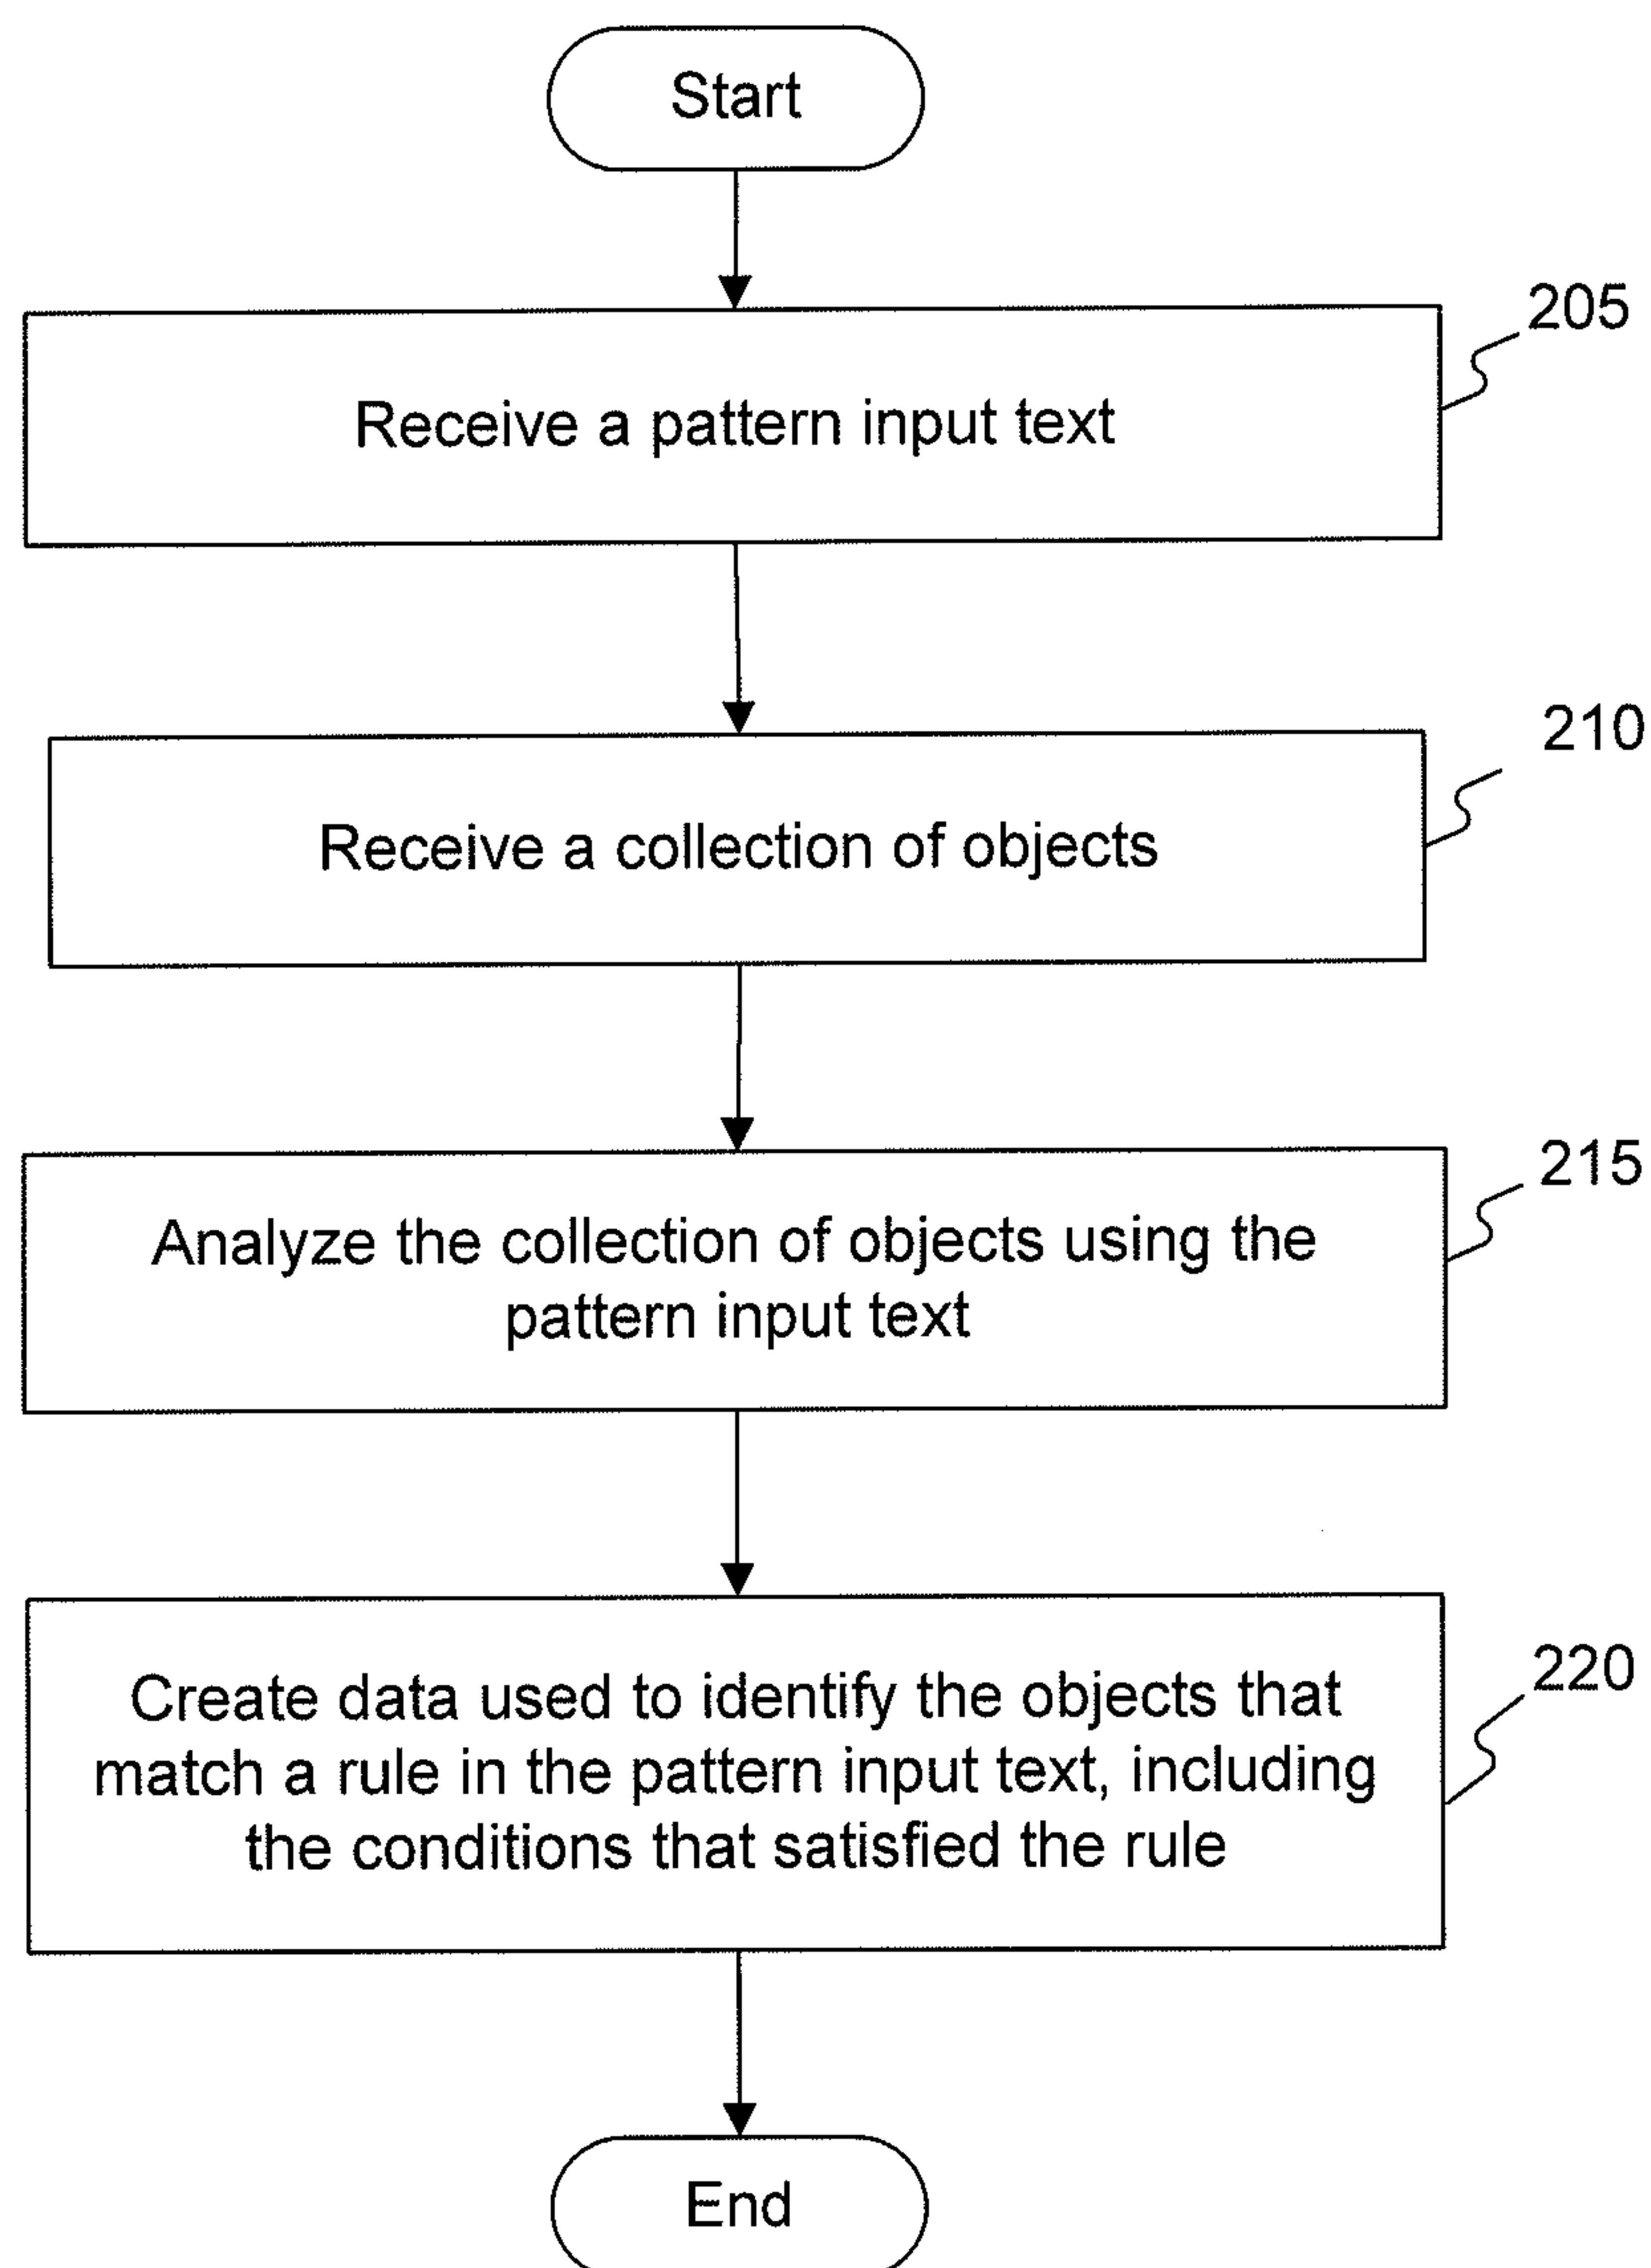 Start
205
Receive a pattern input text
210
Receive a collection of objects
215
Analyze the collection of objects using the
pattern input text
220
Create data used to identify the objects that
match a rule in the pattern input text, including
the conditions that satisfied the rule
End